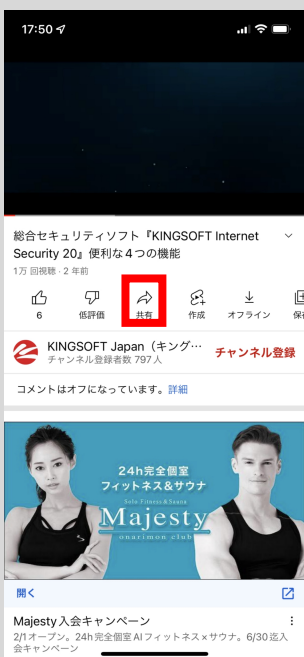 17:50
総合セキュリティソフト『KINGSOFT Internet
Security 20』便利な4つの機能
1万 回視聴・2 年前
6 低評価 共有 作成 オフライン
KINGSOFT Japan（キング… チャンネル登録
チャンネル登録者数 797人
コメントはオフになっています。詳細
24h完全個室
フィットネス&サウナ
Solo Fitness & Sauna
Majesty
onarimon club
開く
Majesty入会キャンペーン
2/1オープン。24h完全個室AIフィットネス×サウナ。6/30迄入
会キャンペーン